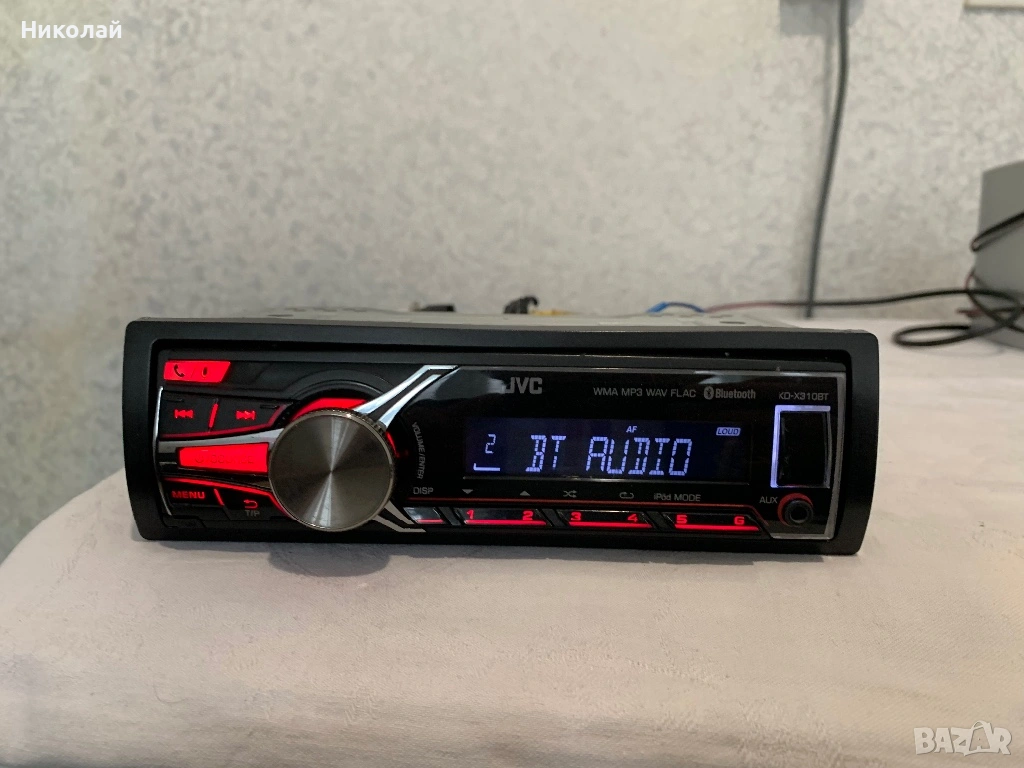 Николай
JVC
WMA MP3 WAV FLAC Bluetooth
KD-X310BT
AF
LOUD
2 BT AUDIO
VOLUME/ENTER
MENU
T/P
DISP
iPod MODE
AUX
1 2 3 4 5 6
BAZAR